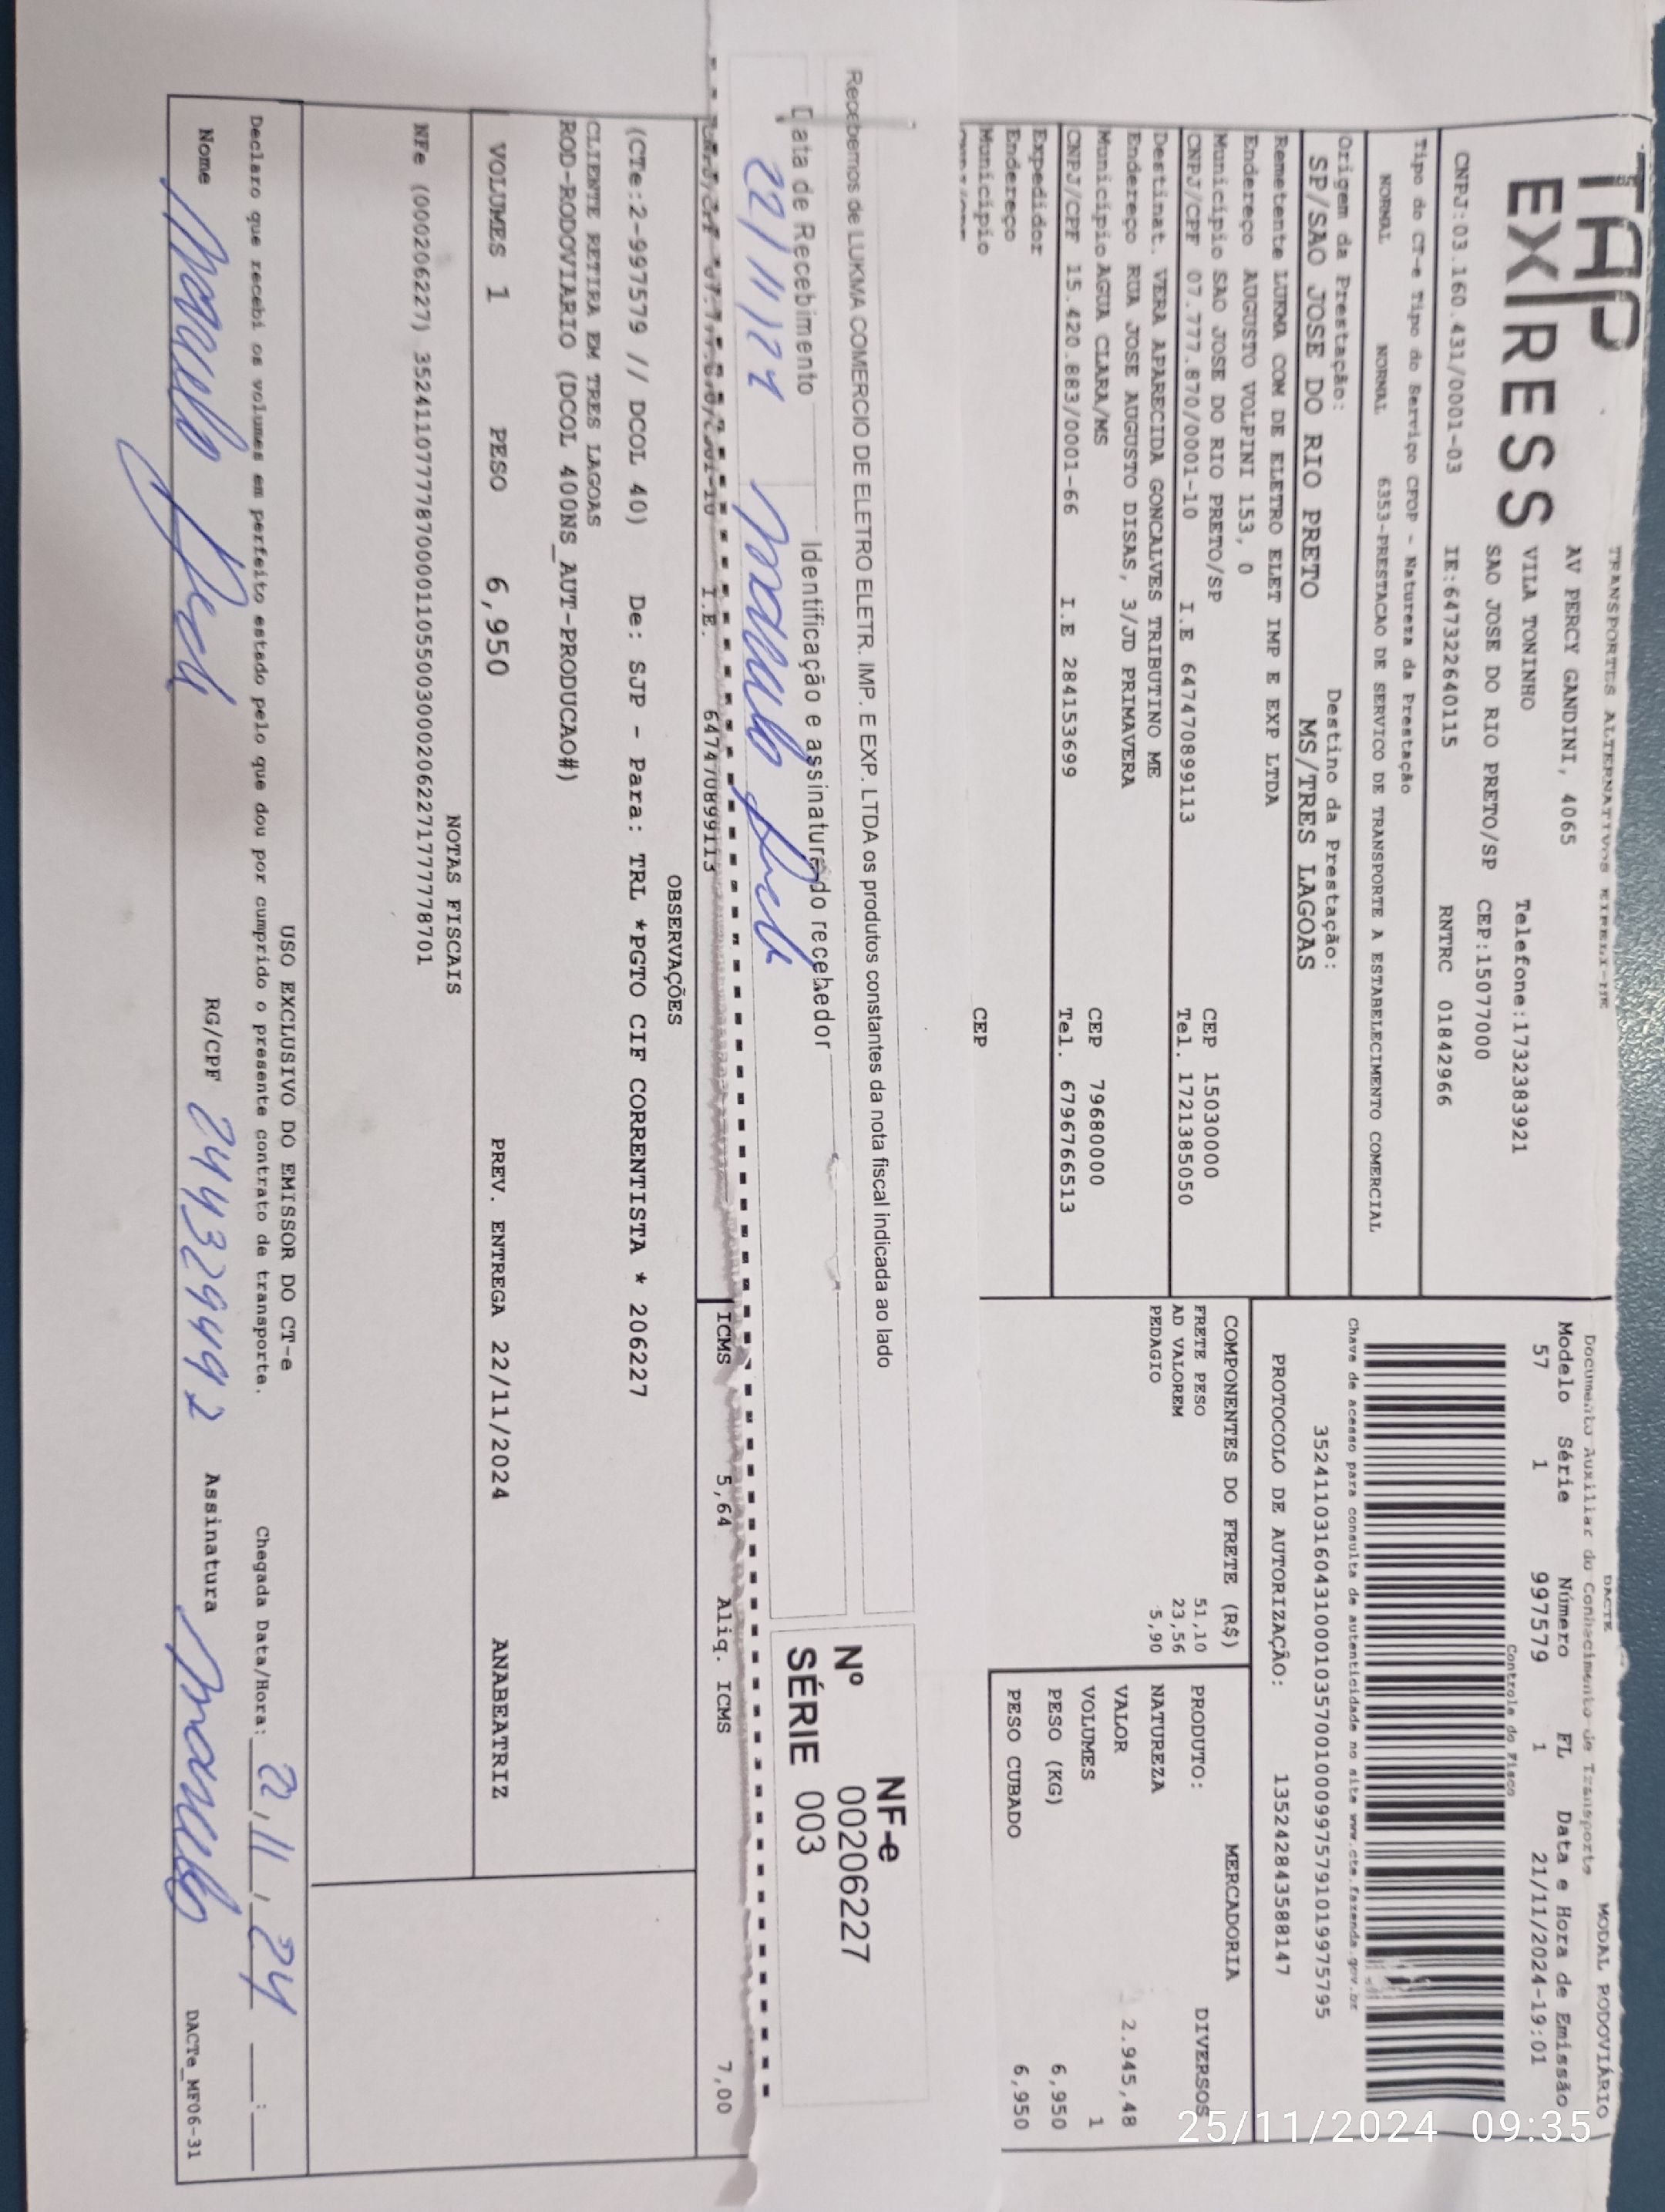 TAP
EXPRESS
TRANSPORTES ALTERNATIVOS EIRELI-ME
AV PERCY GANDINI, 4065
VILA TONINHO Telefone:1732383921
SAO JOSE DO RIO PRETO/SP CEP:15077000
CNPJ:03.160.431/0001-03 IE:647322640115 RNTRC 01842966
Tipo do CT-e Tipo do Serviço CFOP - Natureza da Prestação
NORMAL NORMAL 6353-PRESTACAO DE SERVICO DE TRANSPORTE A ESTABELECIMENTO COMERCIAL
Origem da Prestação: Destino da Prestação:
SP/SAO JOSE DO RIO PRETO MS/TRES LAGOAS
Remetente LUKMA COM DE ELETRO ELET IMP E EXP LTDA
Endereço AUGUSTO VOLPINI 153, 0
Municipio SAO JOSE DO RIO PRETO/SP CEP 15030000
CNPJ/CPF 07.777.870/0001-10 I.E 647470899113 Tel. 1721385050
Destinat. VERA APARECIDA GONCALVES TRIBUTINO ME
Endereço RUA JOSE AUGUSTO DISAS, 3/JD PRIMAVERA
Municipio AGUA CLARA/MS CEP 79680000
CNPJ/CPF 15.420.883/0001-66 I.E 284153699 Tel. 6796766513
Expedidor
Endereço
Municipio CEP
DACTE MODAL RODOVIÁRIO
Documento Auxiliar do Conhecimento de Transporte
Modelo Série Número FL Data e Hora de Emissão
57 1 997579 1 21/11/2024-19:01
Controle do Fisco
Chave de acesso para consulta de autenticidade no site www.cte.fazenda.gov.br
35241103160431000103570010009975791019975795
PROTOCOLO DE AUTORIZAÇÃO: 135242843588147
COMPONENTES DO FRETE (R$)
FRETE PESO 51,10
AD VALOREM 23,56
PEDAGIO 5,90
MERCADORIA
PRODUTO: DIVERSOS
NATUREZA
VALOR 2.945,48
VOLUMES 1
PESO (KG) 6,950
PESO CUBADO 6,950
Recebemos de LUKMA COMERCIO DE ELETRO ELETR. IMP. E EXP. LTDA os produtos constantes da nota fiscal indicada ao lado
Data de Recebimento Identificação e assinatura do recebedor
22/11/24 Marcelo
NF-e
Nº 00206227
SÉRIE 003
I.E. 647470899113 ICMS 5,64 Aliq. ICMS 7,00
OBSERVAÇÕES
(CTe:2-997579 // DCOL 40) De: SJP - Para: TRL *PGTO CIF CORRENTISTA * 206227
CLIENTE RETIRA EM TRES LAGOAS
ROD-RODOVIARIO (DCOL 400NS_AUT-PRODUCAO#)
VOLUMES 1 PESO 6,950 PREV. ENTREGA 22/11/2024 ANABEATRIZ
NOTAS FISCAIS
NFe (000206227) 35241107777870000110550030002062271777778701
USO EXCLUSIVO DO EMISSOR DO CT-e
Declaro que recebi os volumes em perfeito estado pelo que dou por cumprido o presente contrato de transporte. Chegada Data/Hora: 22/11/24 __:__
Nome Marcelo RG/CPF 244329492 Assinatura Marcelo
DACTe_MF06-31
25/11/2024 09:35